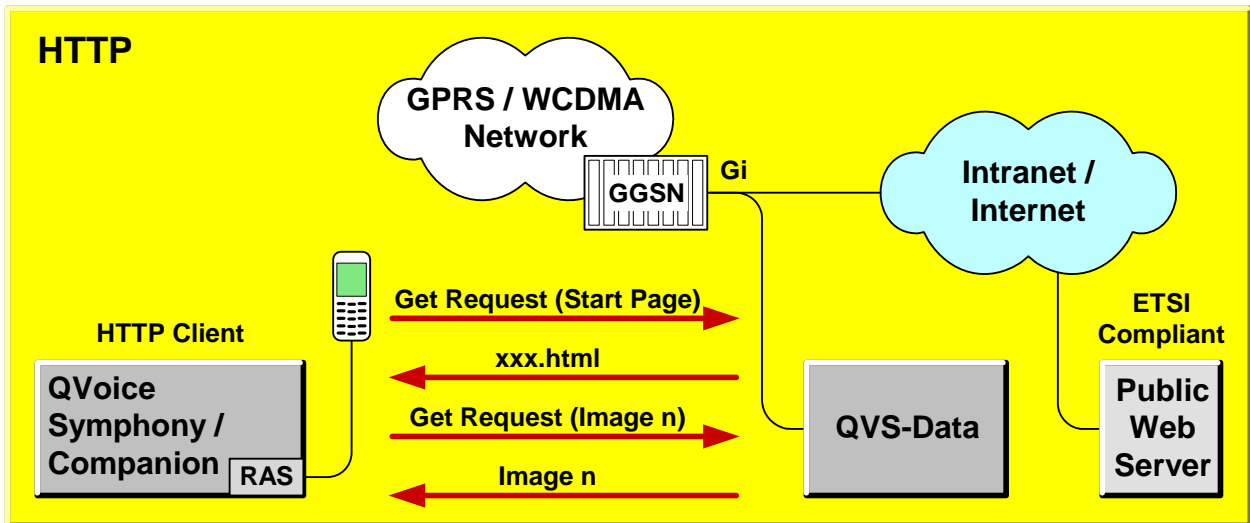 HTTP
GPRS / WCDMA
Network
GGSN
Gi
Intranet /
Internet
Get Request (Start Page)
ETSI
Compliant
HTTP Client
xxx.html
QVoice
Symphony /
Companion
RAS
Get Request (Image n)
Image n
QVS-Data
Public
Web
Server